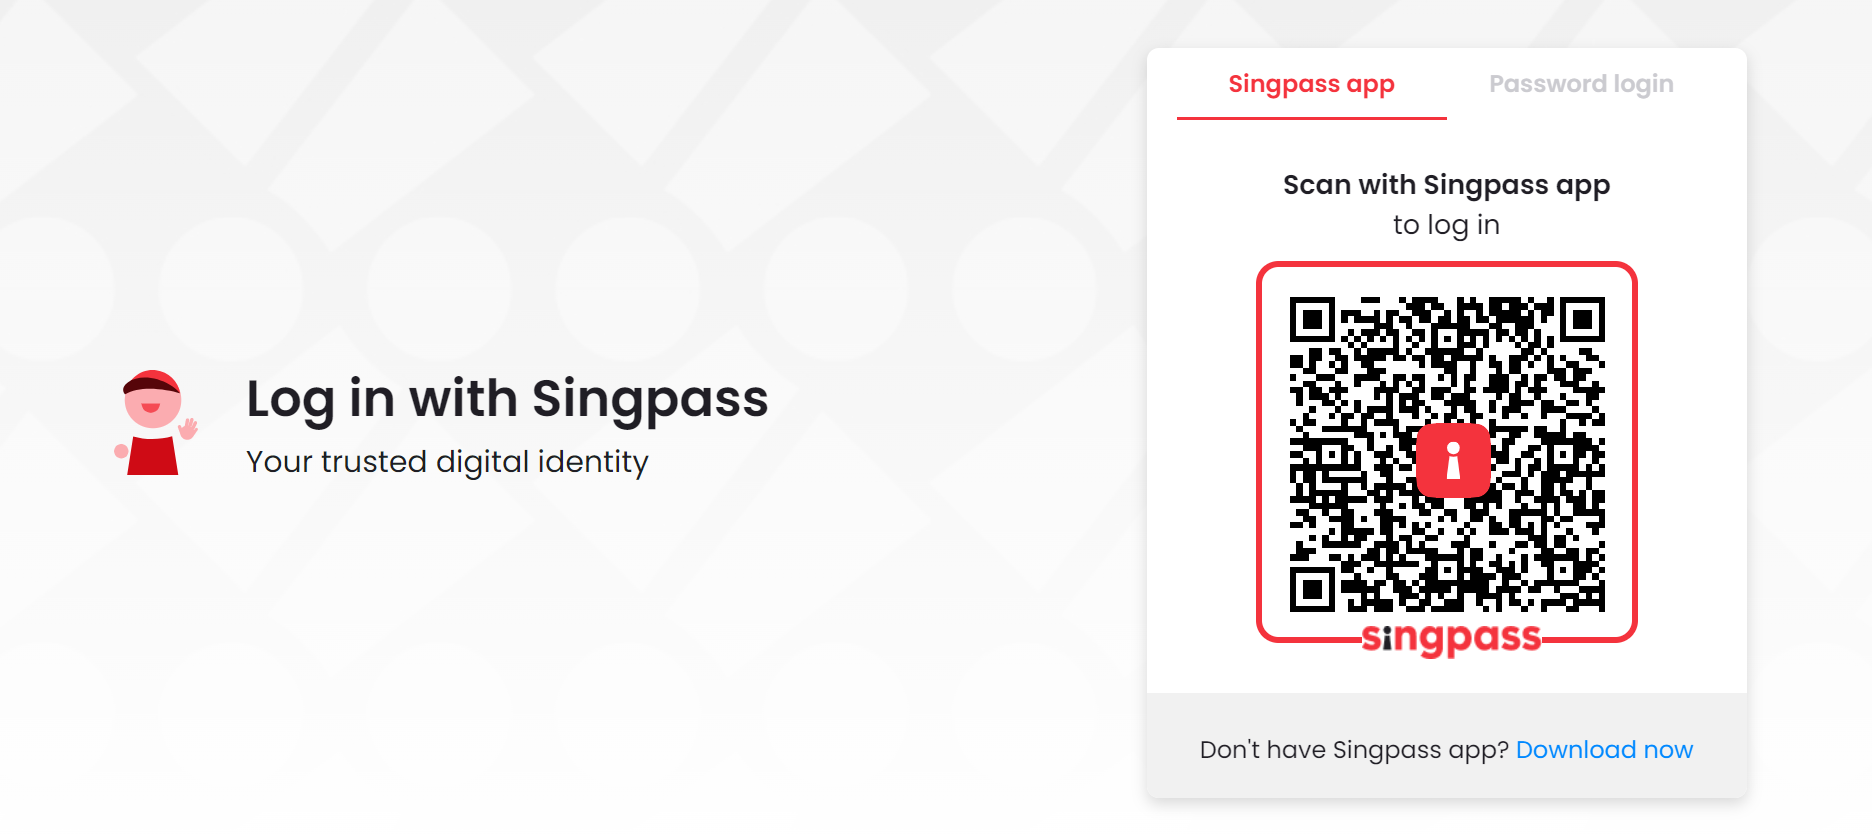 Log in with Singpass
Your trusted digital identity
Singpass app
Password login
Scan with Singpass app
to log in
singpass
Don't have Singpass app? Download now